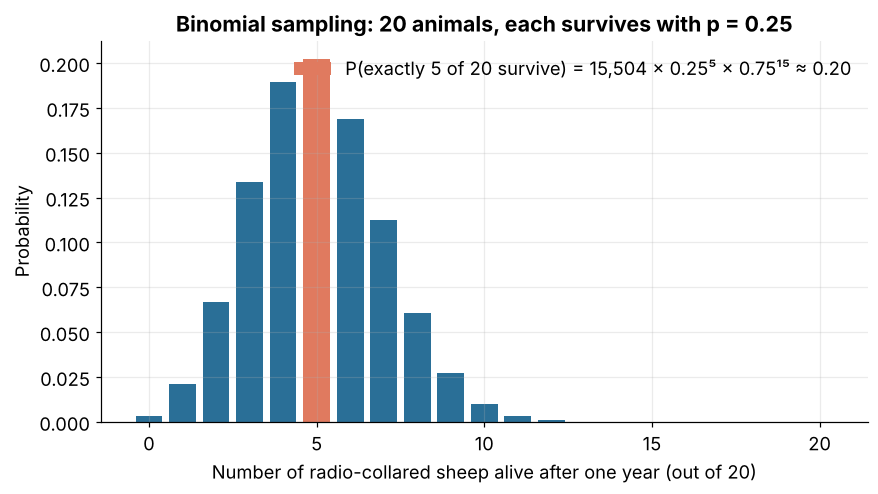 Binomial sampling: 20 animals, each survives with p = 0.25
P(exactly 5 of 20 survive) = 15,504 × 0.25⁵ × 0.75¹⁵ ≈ 0.20
Probability
0.200
0.175
0.150
0.125
0.100
0.075
0.050
0.025
0.000
0 5 10 15 20
Number of radio-collared sheep alive after one year (out of 20)